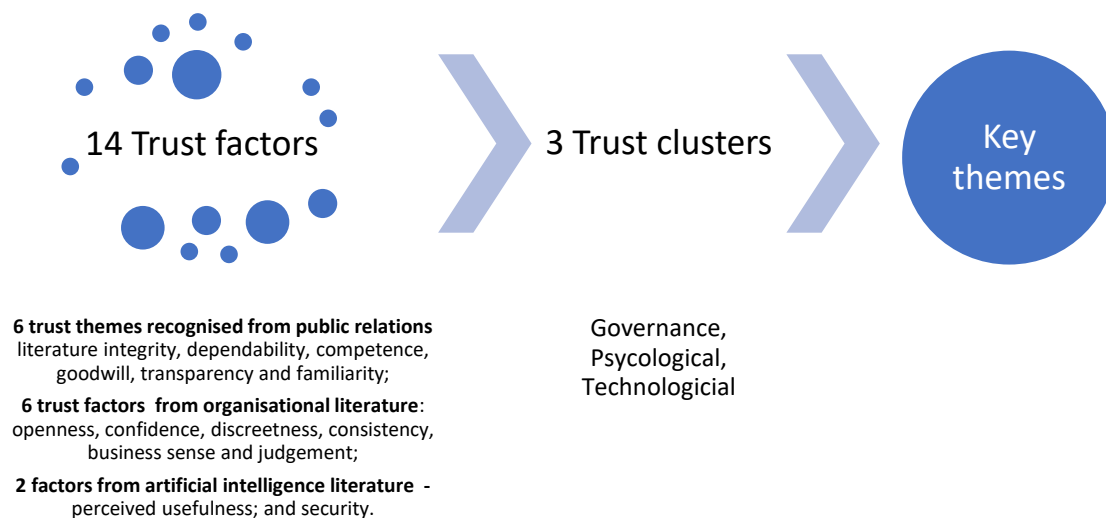 14 Trust factors
3 Trust clusters
Key
themes
6 trust themes recognised from public relations
literature integrity, dependability, competence,
goodwill, transparency and familiarity;
6 trust factors from organisational literature:
openness, confidence, discreetness, consistency,
business sense and judgement;
2 factors from artificial intelligence literature -
perceived usefulness; and security.
Governance,
Psycological,
Technologicial